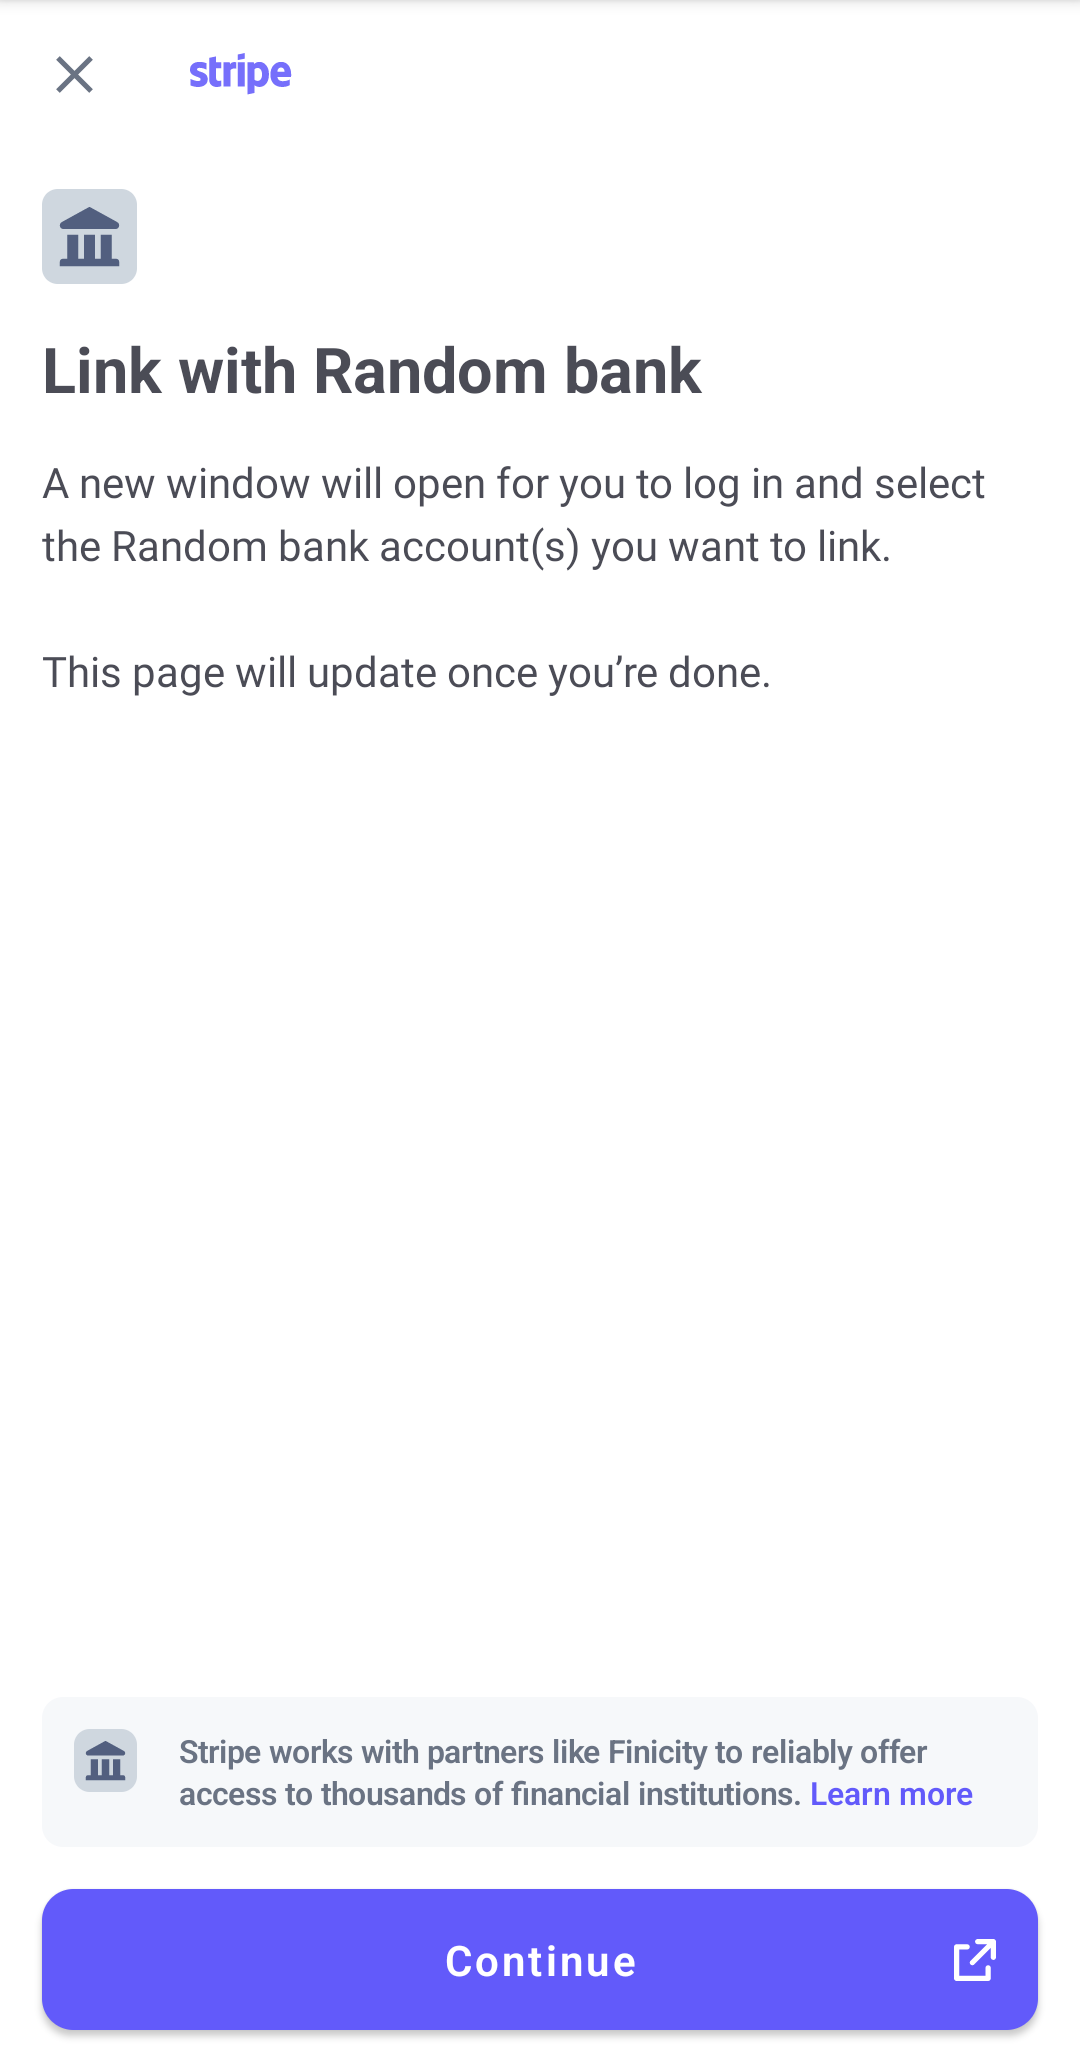 stripe
Link with Random bank
A new window will open for you to log in and select
the Random bank account(s) you want to link.
This page will update once you’re done.
Stripe works with partners like Finicity to reliably offer
access to thousands of financial institutions. Learn more
Continue